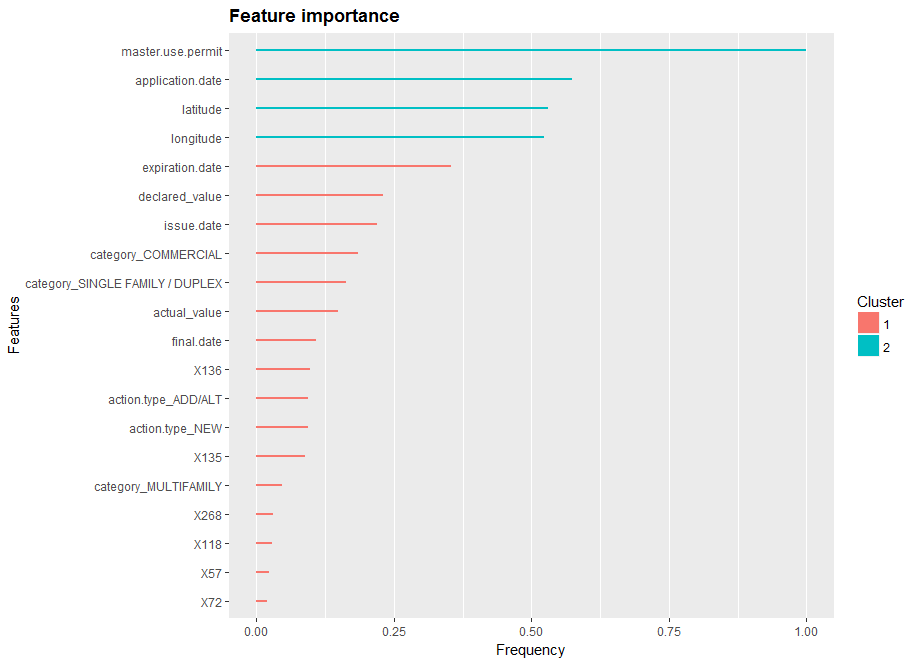 Feature importance
master.use.permit
application.date
latitude
longitude
expiration.date
declared_value
issue.date
category_COMMERCIAL
category_SINGLE FAMILY / DUPLEX
actual_value
final.date
X136
action.type_ADD/ALT
action.type_NEW
X135
category_MULTIFAMILY
X268
X118
X57
X72
Features
0.00 0.25 0.50 0.75 1.00
Frequency
Cluster
1
2